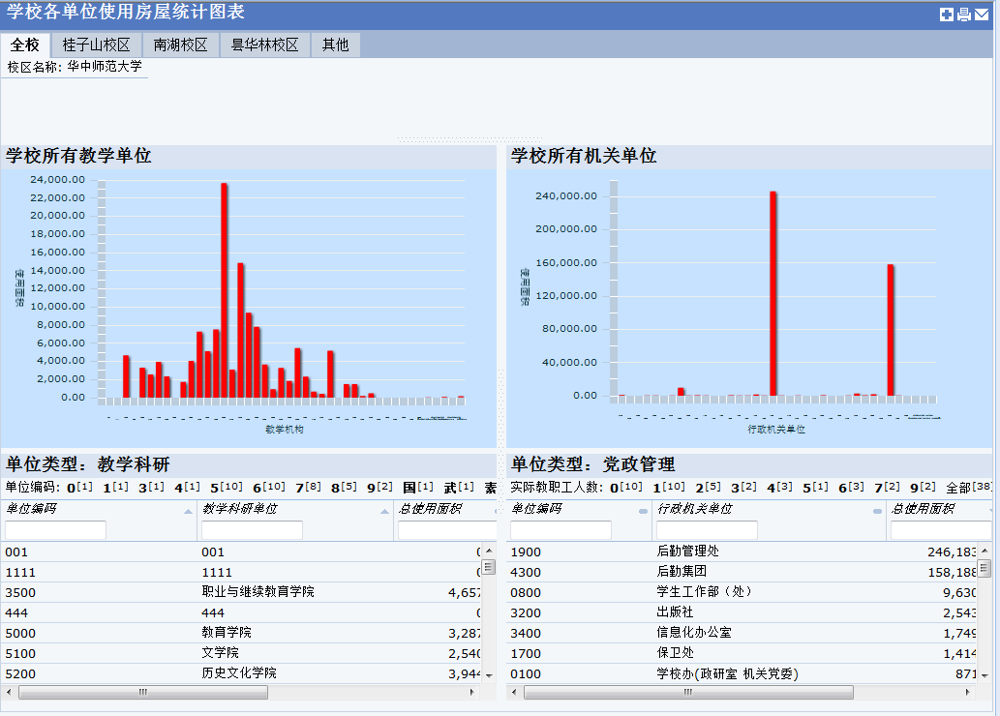 学校各单位使用房屋统计图表
全校 桂子山校区 南湖校区 昙华林校区 其他
校区名称：华中师范大学
学校所有教学单位
24,000.00
22,000.00
20,000.00
18,000.00
16,000.00
14,000.00
12,000.00
10,000.00
8,000.00
6,000.00
4,000.00
2,000.00
0.00
使用面积
教学机构
学校所有机关单位
240,000.00
200,000.00
160,000.00
120,000.00
80,000.00
40,000.00
0.00
使用面积
行政机关单位
单位类型：教学科研
单位编码：0[1] 1[1] 3[1] 4[1] 5[10] 6[10] 7[8] 8[5] 9[2] 国[1] 武[1] 素
单位编码 教学科研单位 总使用面积
001 001 0
1111 1111 0
3500 职业与继续教育学院 4,657
444 444 0
5000 教育学院 3,287
5100 文学院 2,540
5200 历史文化学院 3,944
单位类型：党政管理
实际教职工人数：0[10] 1[10] 2[5] 3[2] 4[3] 5[1] 6[3] 7[2] 9[2] 全部[38]
单位编码 行政机关单位 总使用面积
1900 后勤管理处 246,183
4300 后勤集团 158,188
0800 学生工作部（处） 9,630
3200 出版社 2,543
3400 信息化办公室 1,749
1700 保卫处 1,414
0100 学校办(政研室 机关党委) 871